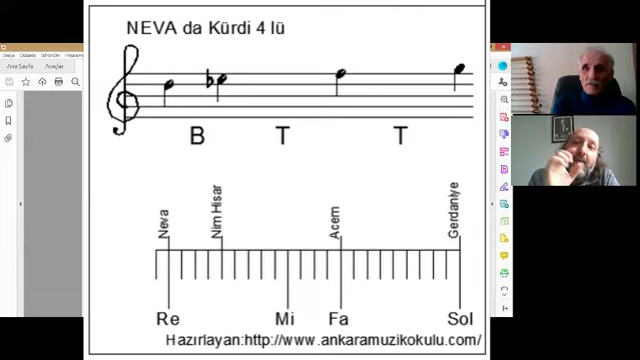 NEVA da Kürdi 4 lü
Ana Sayfa Araçlar
B T T
Neva Nim Hisar Acem Gerdaniye
Re Mi Fa Sol
Hazırlayan:http://www.ankaramuzikokulu.com/